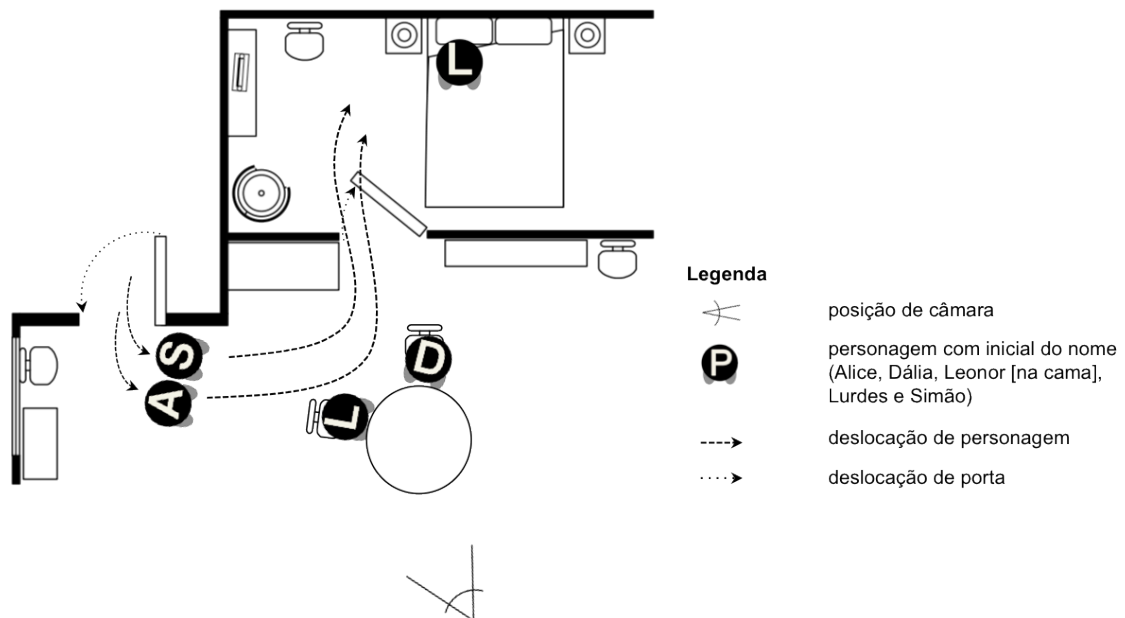 L
S
A
D
L
Legenda
posição de câmara
P
personagem com inicial do nome
(Alice, Dália, Leonor [na cama],
Lurdes e Simão)
deslocação de personagem
deslocação de porta